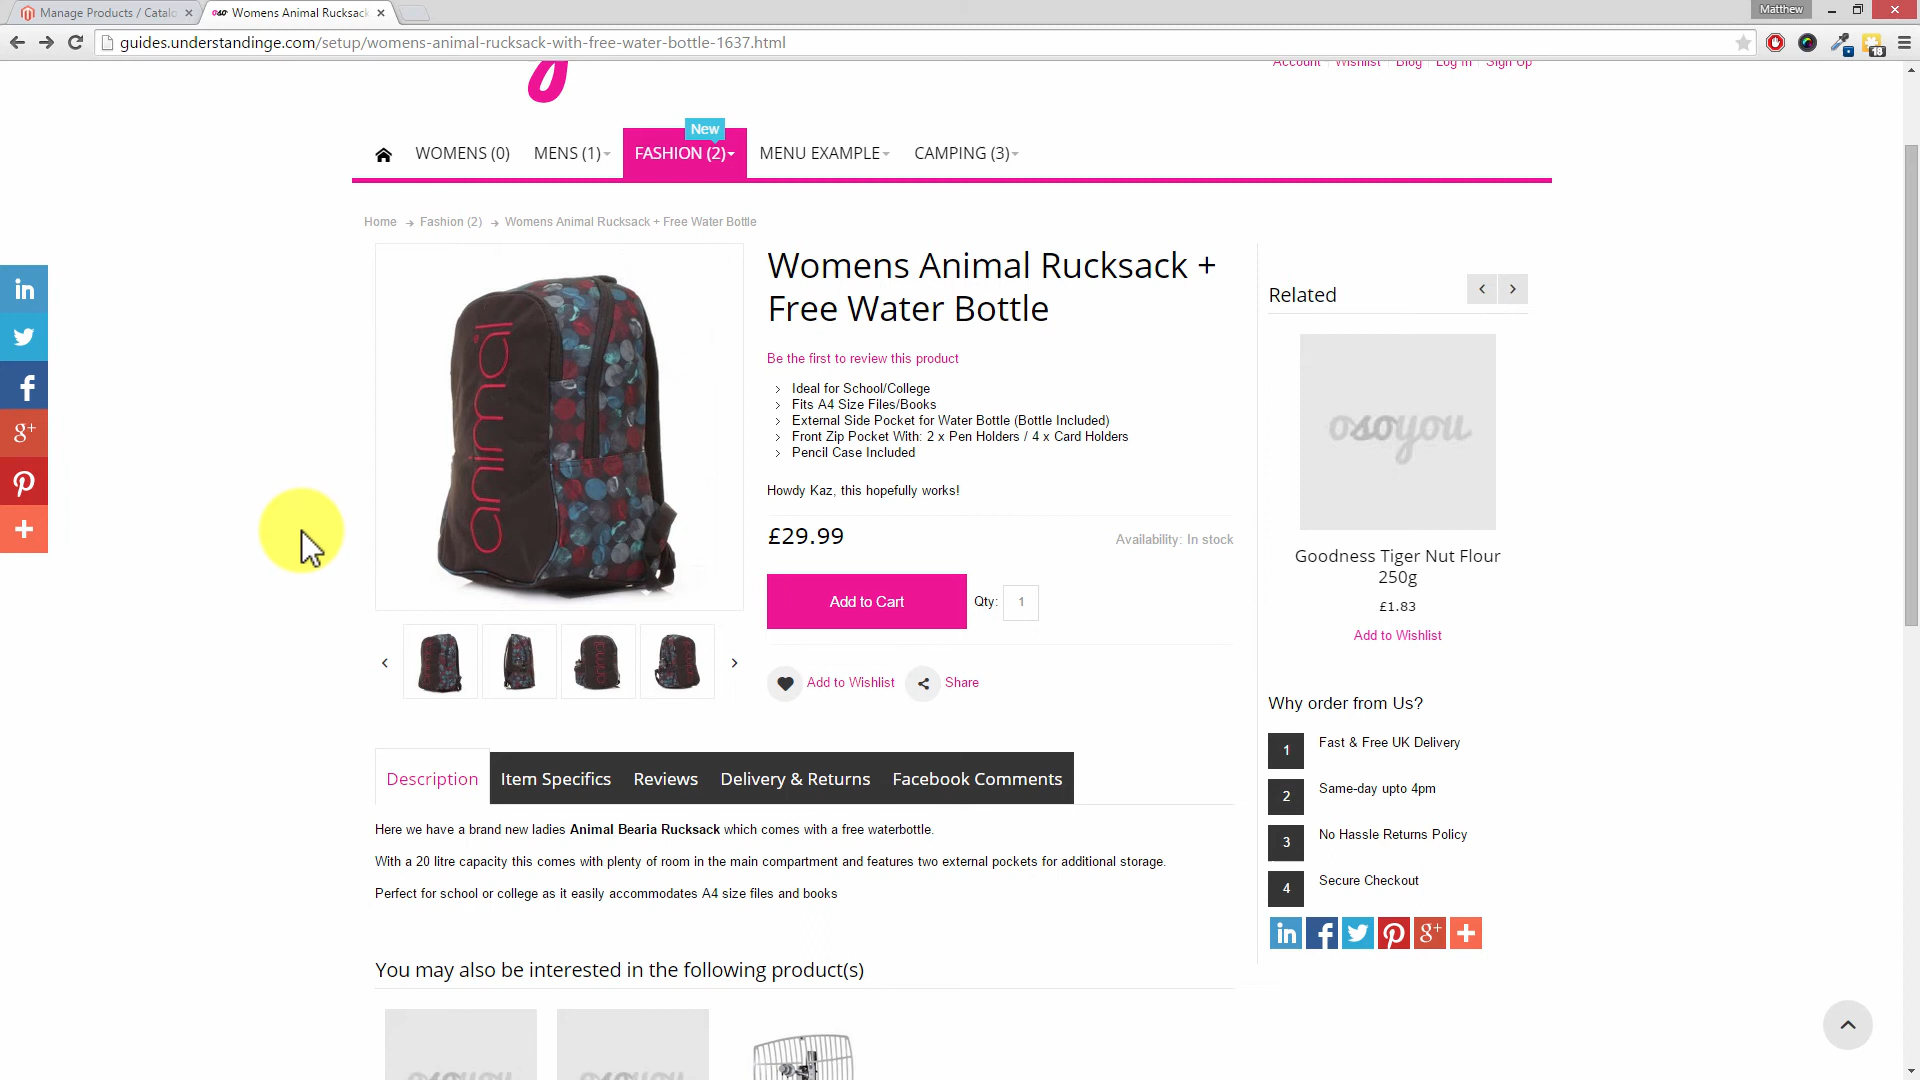 Manage Products / Catalo
Womens Animal Rucksack
Matthew
guides.understandinge.com/setup/womens-animal-rucksack-with-free-water-bottle-1637.html
18
Account Wishlist Blog Log In Sign Up
New
WOMENS (0) MENS (1) FASHION (2) MENU EXAMPLE CAMPING (3)
Home Fashion (2) Womens Animal Rucksack + Free Water Bottle
animal
Womens Animal Rucksack +
Free Water Bottle
Be the first to review this product
Ideal for School/College
Fits A4 Size Files/Books
External Side Pocket for Water Bottle (Bottle Included)
Front Zip Pocket With: 2 x Pen Holders / 4 x Card Holders
Pencil Case Included
Howdy Kaz, this hopefully works!
£29.99
Availability: In stock
Add to Cart
Qty: 1
Add to Wishlist
Share
Related
osoyou
Goodness Tiger Nut Flour
250g
£1.83
Add to Wishlist
Why order from Us?
1 Fast & Free UK Delivery
2 Same-day upto 4pm
3 No Hassle Returns Policy
4 Secure Checkout
Description Item Specifics Reviews Delivery & Returns Facebook Comments
Here we have a brand new ladies Animal Bearia Rucksack which comes with a free waterbottle.
With a 20 litre capacity this comes with plenty of room in the main compartment and features two external pockets for additional storage.
Perfect for school or college as it easily accommodates A4 size files and books
You may also be interested in the following product(s)